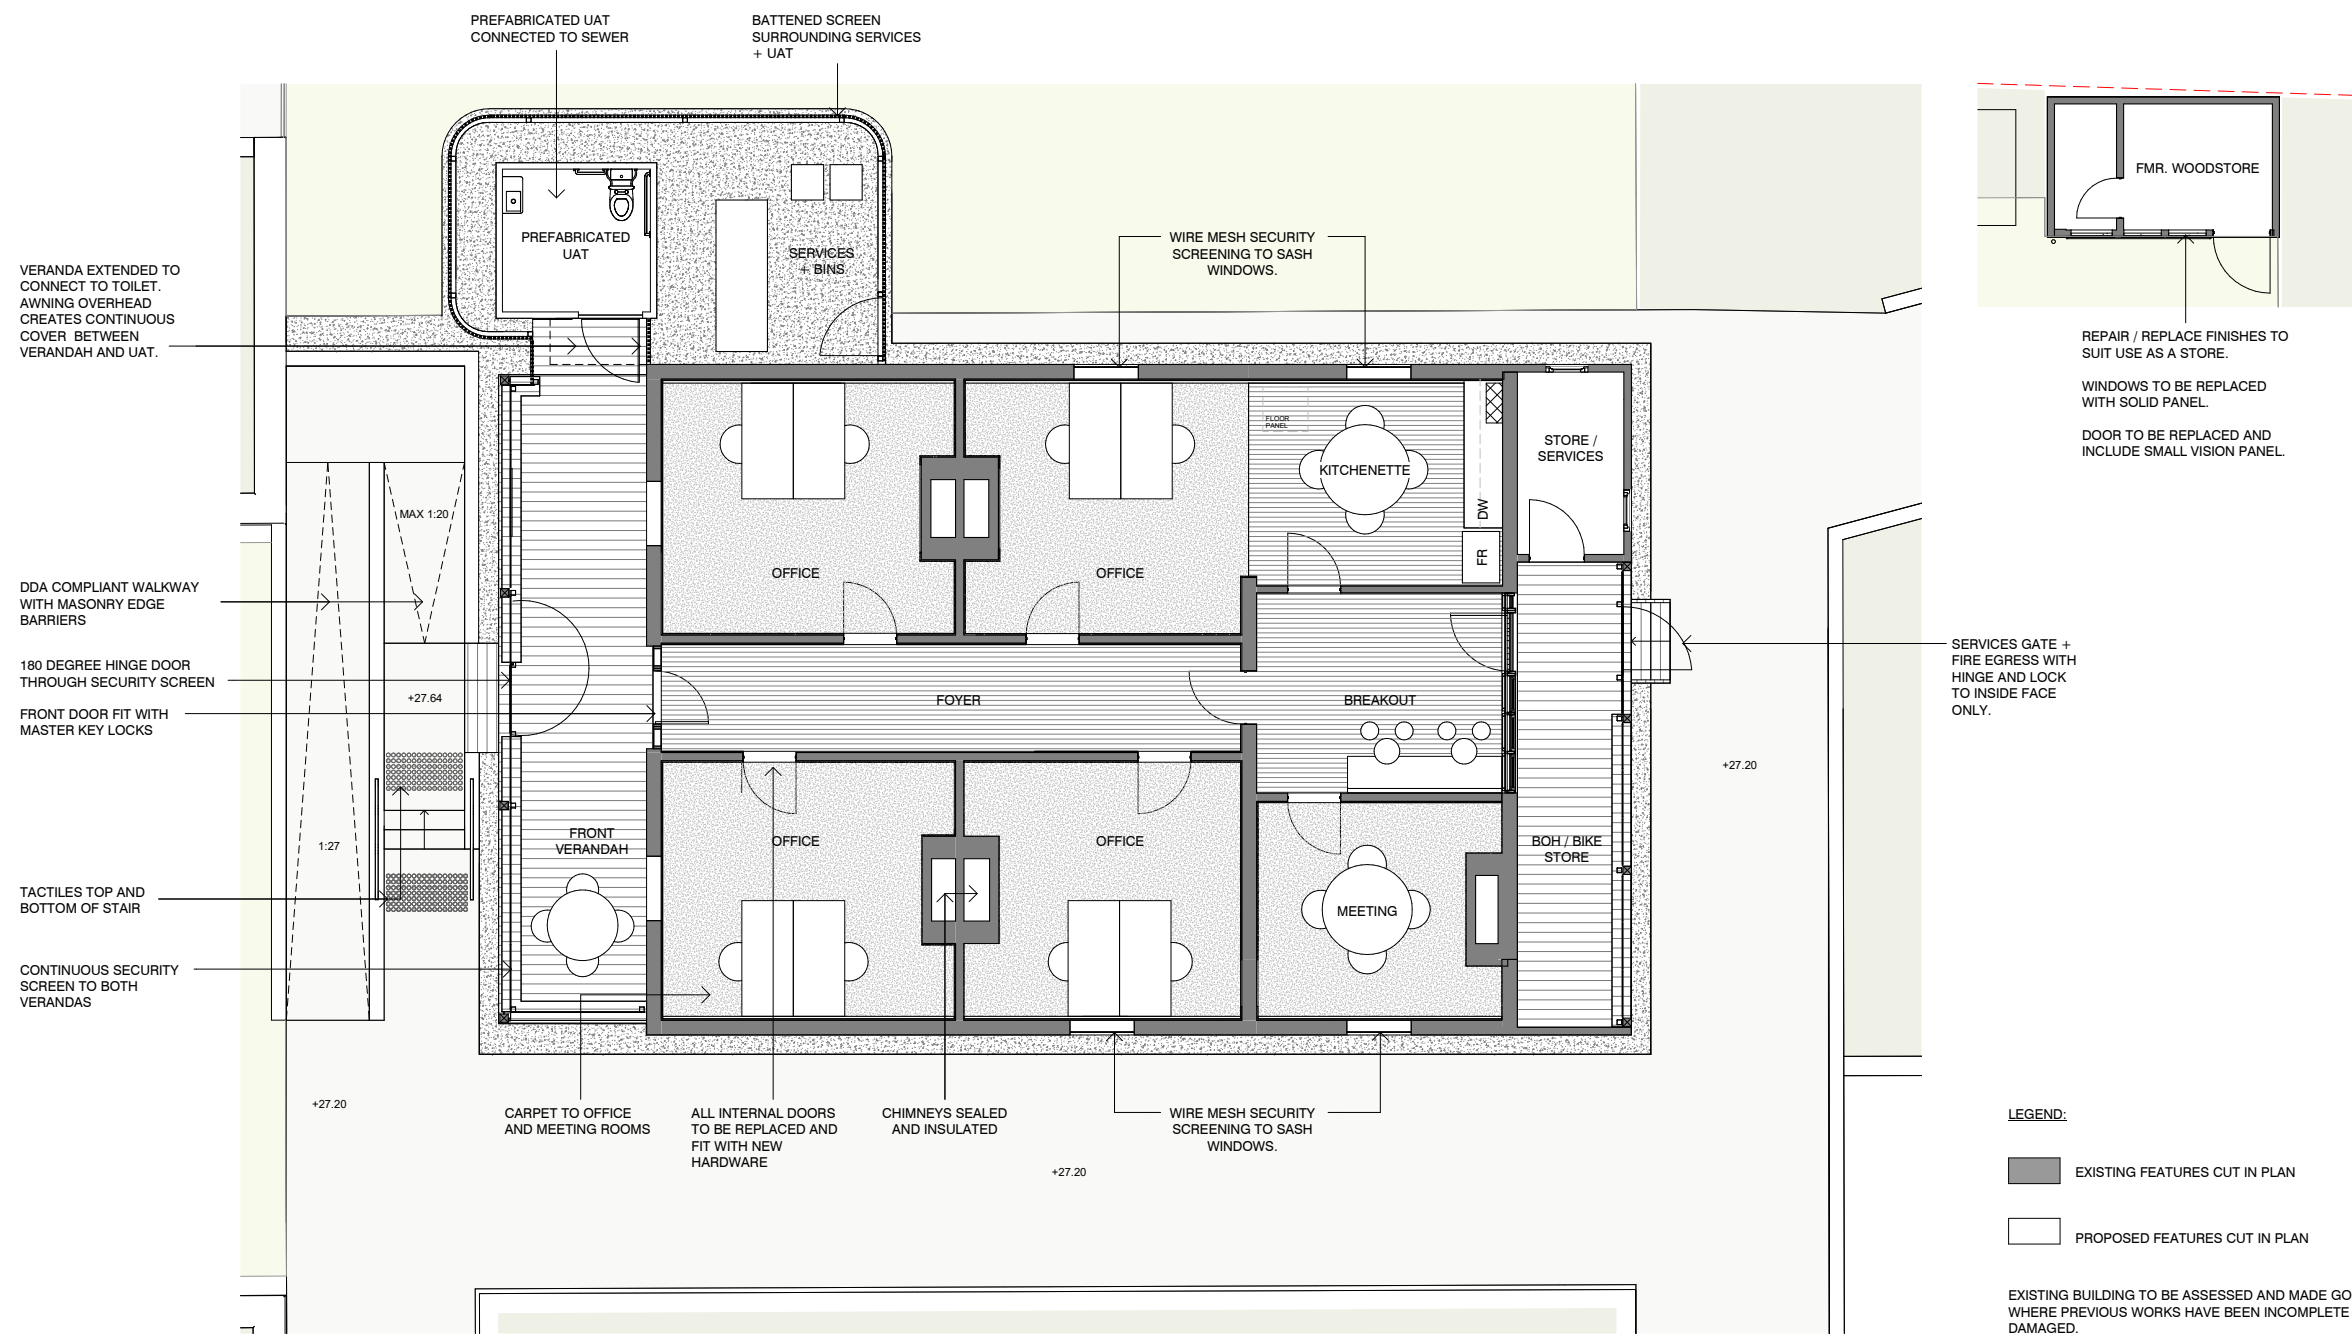 PREFABRICATED UAT
CONNECTED TO SEWER
BATTENED SCREEN
SURROUNDING SERVICES
+ UAT
FMR. WOODSTORE
PREFABRICATED
UAT
SERVICES
+ BINS
WIRE MESH SECURITY
SCREENING TO SASH
WINDOWS.
VERANDA EXTENDED TO
CONNECT TO TOILET.
AWNING OVERHEAD
CREATES CONTINUOUS
COVER BETWEEN
VERANDAH AND UAT.
REPAIR / REPLACE FINISHES TO
SUIT USE AS A STORE.
WINDOWS TO BE REPLACED
WITH SOLID PANEL.
DOOR TO BE REPLACED AND
INCLUDE SMALL VISION PANEL.
FLOOR
PANEL
KITCHENETTE
STORE /
SERVICES
DW
FR
MAX 1:20
OFFICE
OFFICE
DDA COMPLIANT WALKWAY
WITH MASONRY EDGE
BARRIERS
180 DEGREE HINGE DOOR
THROUGH SECURITY SCREEN
FRONT DOOR FIT WITH
MASTER KEY LOCKS
+27.64
FOYER
BREAKOUT
SERVICES GATE +
FIRE EGRESS WITH
HINGE AND LOCK
TO INSIDE FACE
ONLY.
+27.20
1:27
FRONT
VERANDAH
OFFICE
OFFICE
BOH / BIKE
STORE
MEETING
TACTILES TOP AND
BOTTOM OF STAIR
CONTINUOUS SECURITY
SCREEN TO BOTH
VERANDAS
+27.20
CARPET TO OFFICE
AND MEETING ROOMS
ALL INTERNAL DOORS
TO BE REPLACED AND
FIT WITH NEW
HARDWARE
CHIMNEYS SEALED
AND INSULATED
WIRE MESH SECURITY
SCREENING TO SASH
WINDOWS.
+27.20
LEGEND:
EXISTING FEATURES CUT IN PLAN
PROPOSED FEATURES CUT IN PLAN
EXISTING BUILDING TO BE ASSESSED AND MADE GO
WHERE PREVIOUS WORKS HAVE BEEN INCOMPLETE
DAMAGED.